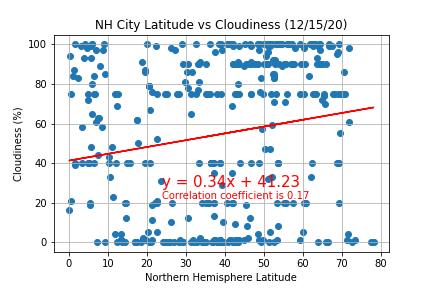 NH City Latitude vs Cloudiness (12/15/20)
100
80
60
40
20
0
Cloudiness (%)
y = 0.34x + 41.23
Correlation coefficient is 0.17
0 10 20 30 40 50 60 70 80
Northern Hemisphere Latitude